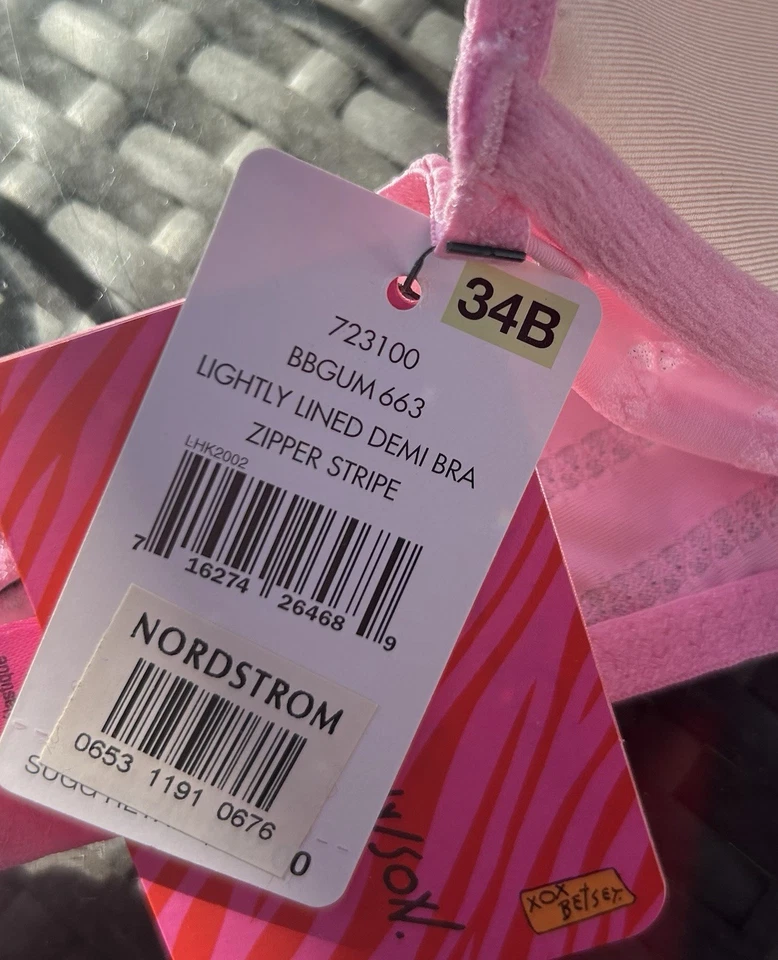 34B
723100
BBGUM 663
LIGHTLY LINED DEMI BRA
ZIPPER STRIPE
LHK2002
7 16274 26468 9
NORDSTROM
0653 1191 0676
0
XOX
BETSEY.